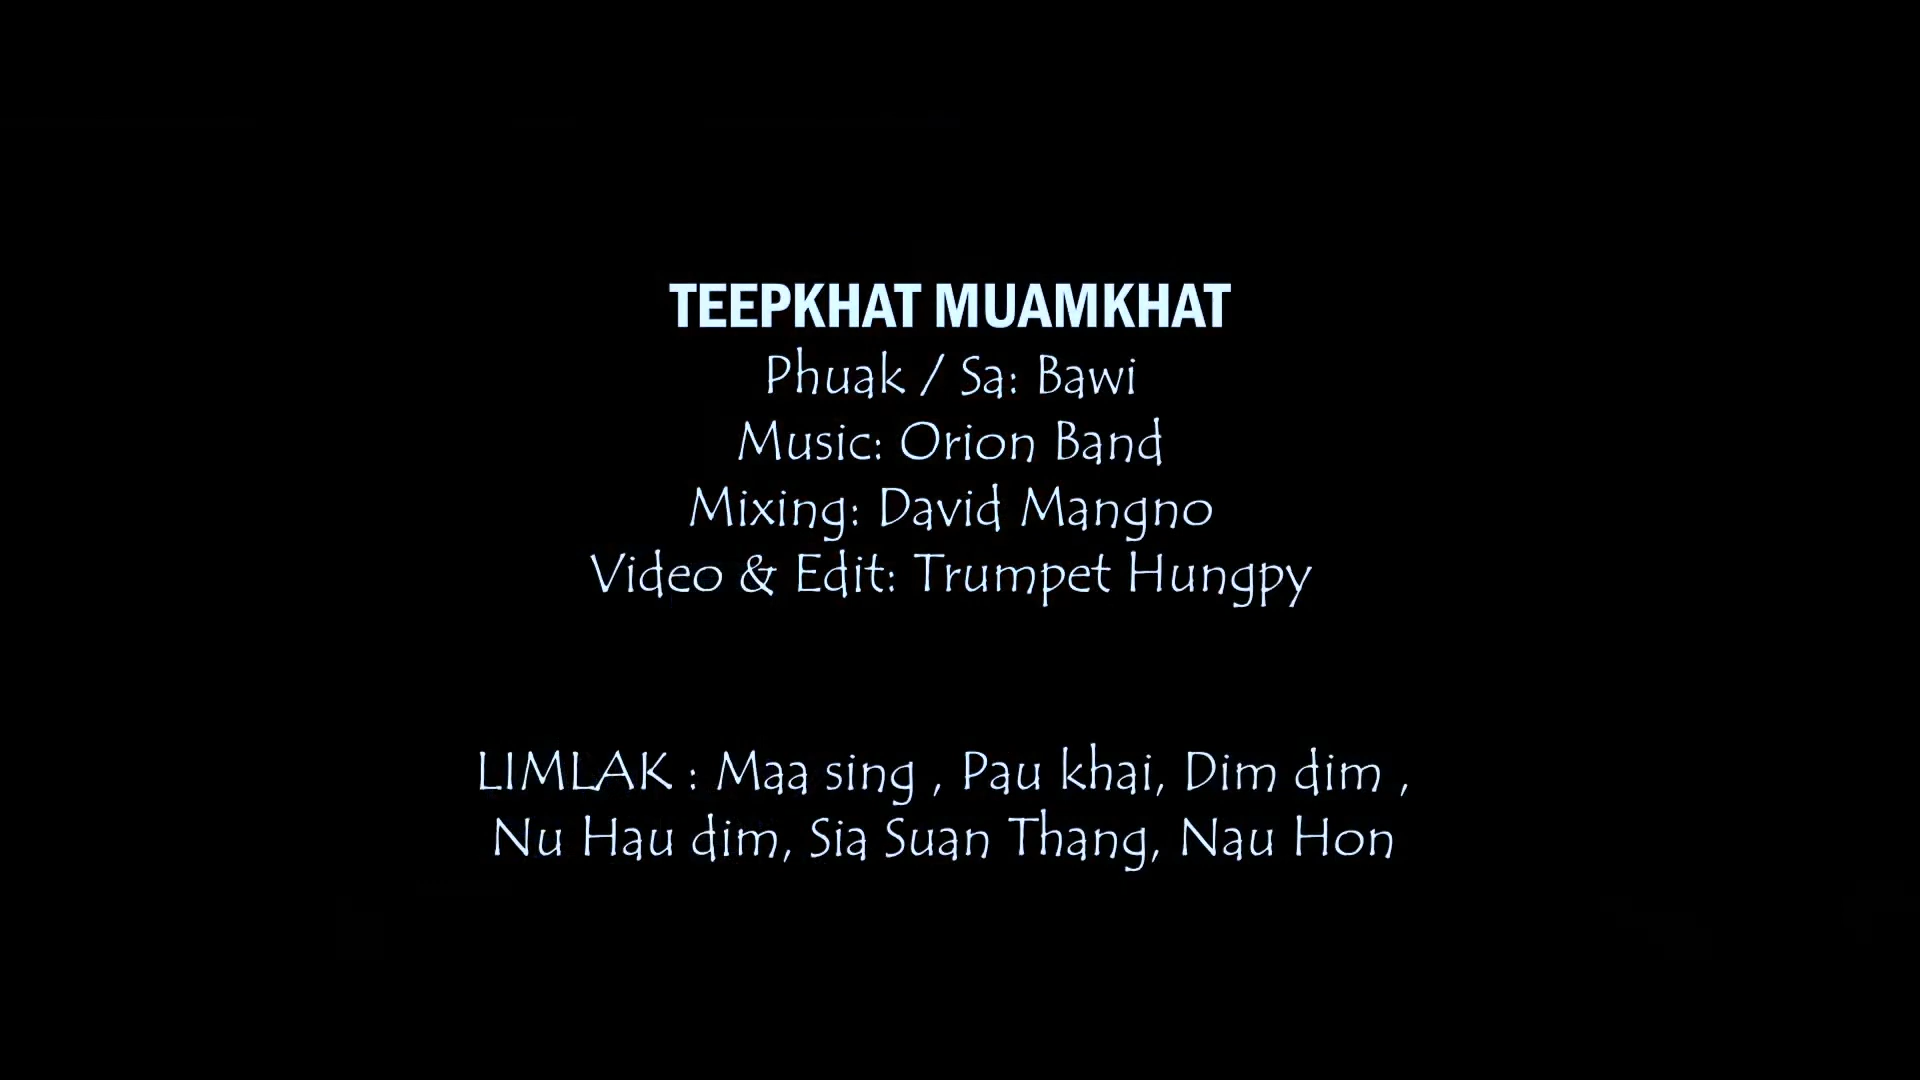 TEEPKHAT MUAMKHAT
Phuak / Sa: Bawi
Music: Orion Band
Mixing: David Mangno
Video & Edit: Trumpet Hungpy
LIMLAK : Maa sing , Pau khai, Dim dim ,
Nu Hau dim, Sia Suan Thang, Nau Hon